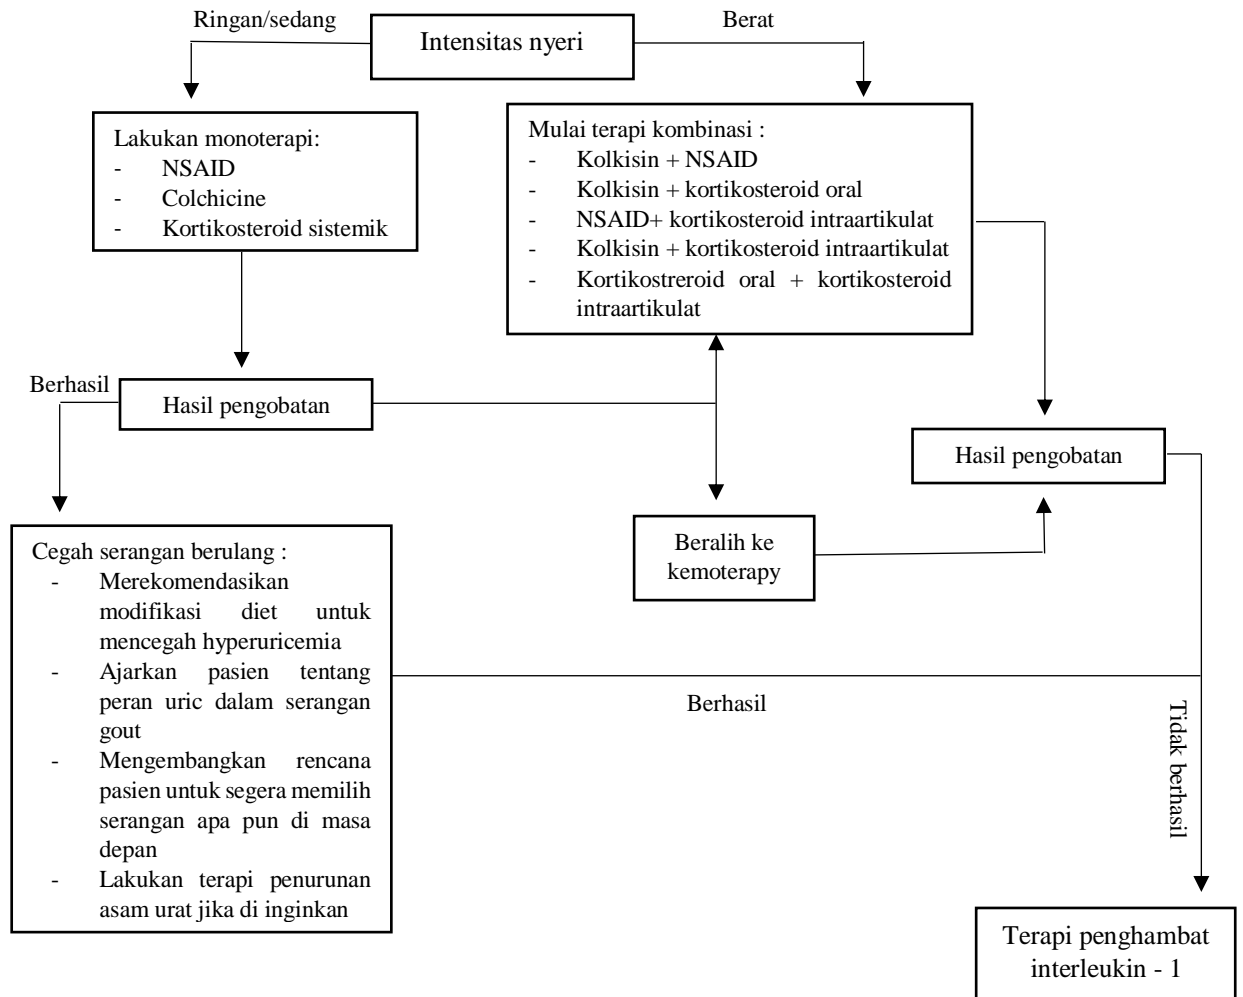 Ringan/sedang
Intensitas nyeri
Berat
Lakukan monoterapi:
- NSAID
- Colchicine
- Kortikosteroid sistemik
Mulai terapi kombinasi :
- Kolkisin + NSAID
- Kolkisin + kortikosteroid oral
- NSAID+ kortikosteroid intraartikulat
- Kolkisin + kortikosteroid intraartikulat
- Kortikostreroid oral + kortikosteroid
intraartikulat
Berhasil
Hasil pengobatan
Hasil pengobatan
Beralih ke
kemoterapy
Cegah serangan berulang :
- Merekomendasikan
modifikasi diet untuk
mencegah hyperuricemia
- Ajarkan pasien tentang
peran uric dalam serangan
gout
- Mengembangkan rencana
pasien untuk segera memilih
serangan apa pun di masa
depan
- Lakukan terapi penurunan
asam urat jika di inginkan
Berhasil
Tidak berhasil
Terapi penghambat
interleukin - 1